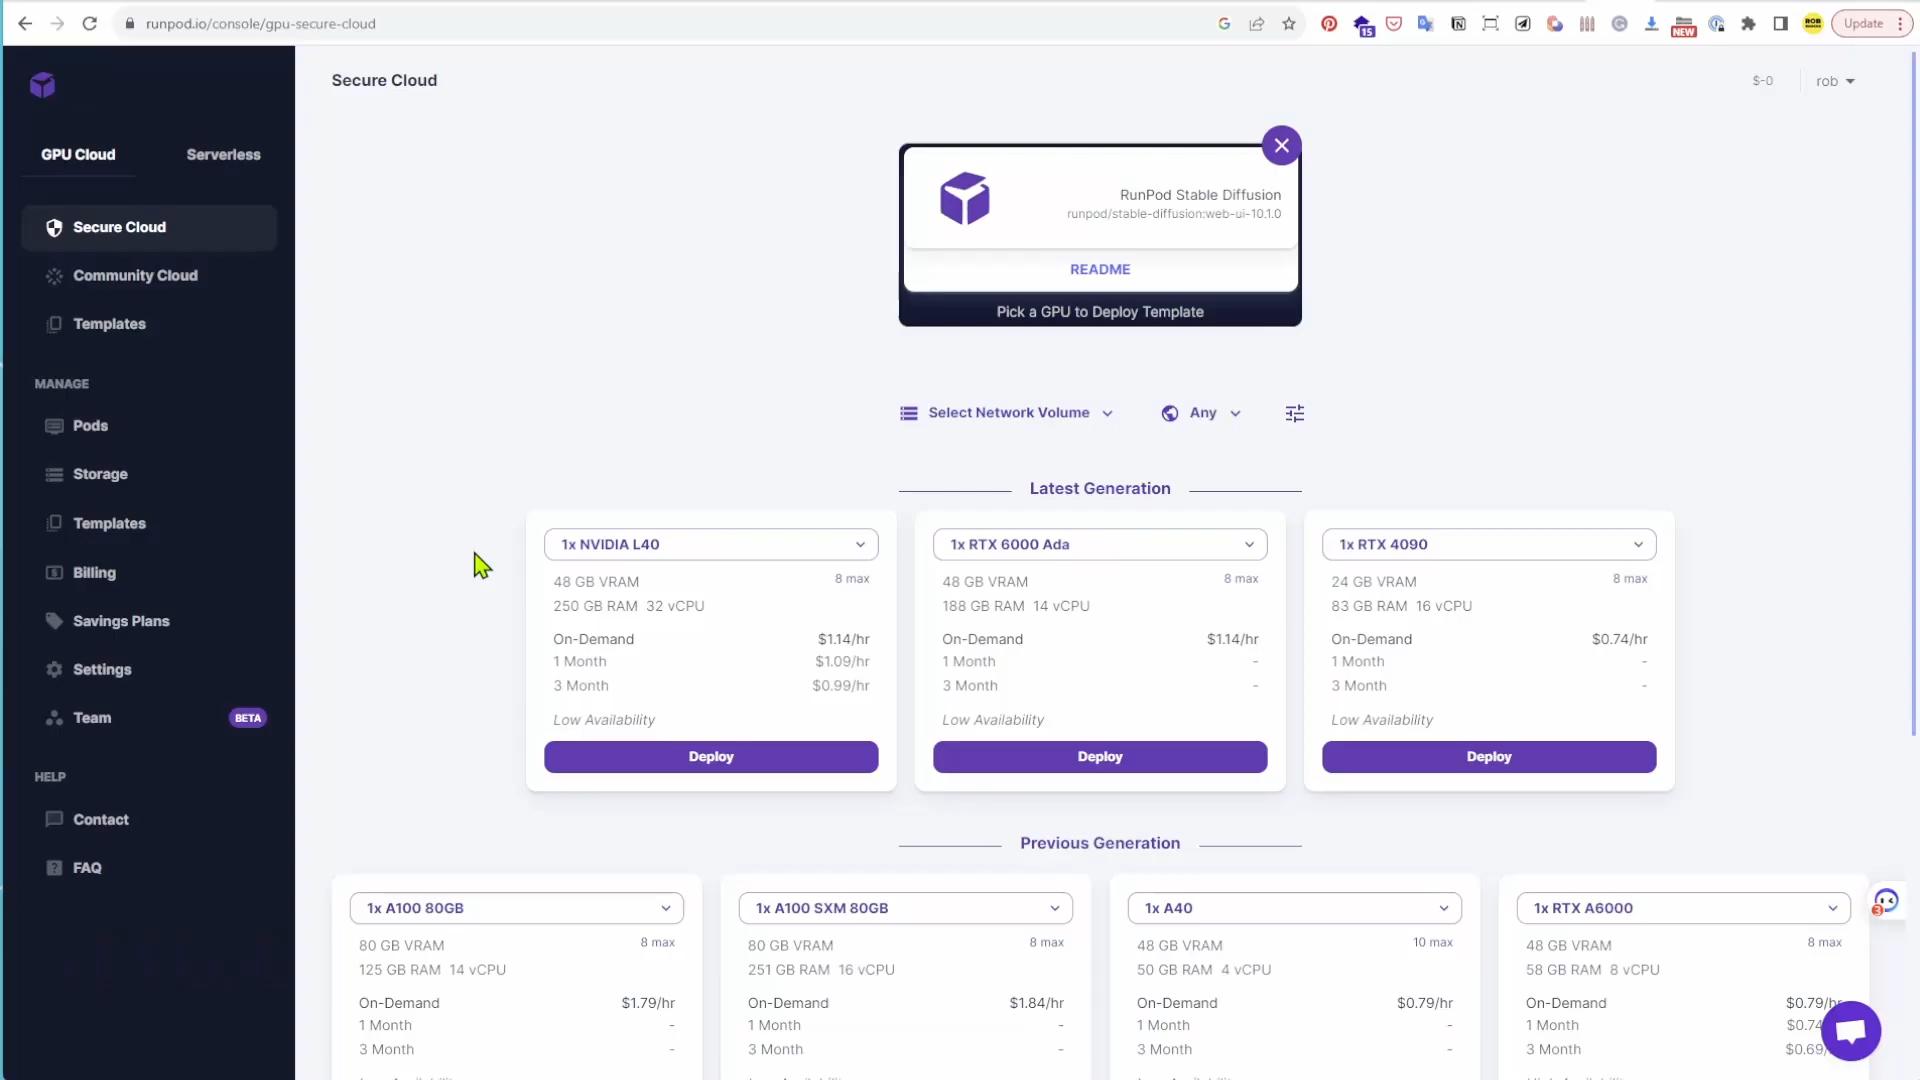 runpod.io/console/gpu-secure-cloud
15
NEW
ROB
Update
Secure Cloud
$-0
rob
GPU Cloud
Serverless
Secure Cloud
Community Cloud
Templates
MANAGE
Pods
Storage
Templates
Billing
Savings Plans
Settings
Team
BETA
HELP
Contact
FAQ
RunPod Stable Diffusion
runpod/stable-diffusion:web-ui-10.1.0
README
Pick a GPU to Deploy Template
Select Network Volume
Any
Latest Generation
1x NVIDIA L40
48 GB VRAM 8 max
250 GB RAM 32 vCPU
On-Demand $1.14/hr
1 Month $1.09/hr
3 Month $0.99/hr
Low Availability
Deploy
1x RTX 6000 Ada
48 GB VRAM 8 max
188 GB RAM 14 vCPU
On-Demand $1.14/hr
1 Month -
3 Month -
Low Availability
Deploy
1x RTX 4090
24 GB VRAM 8 max
83 GB RAM 16 vCPU
On-Demand $0.74/hr
1 Month -
3 Month -
Low Availability
Deploy
Previous Generation
1x A100 80GB
80 GB VRAM 8 max
125 GB RAM 14 vCPU
On-Demand $1.79/hr
1 Month -
3 Month -
1x A100 SXM 80GB
80 GB VRAM 8 max
251 GB RAM 16 vCPU
On-Demand $1.84/hr
1 Month -
3 Month -
1x A40
48 GB VRAM 10 max
50 GB RAM 4 vCPU
On-Demand $0.79/hr
1 Month -
3 Month -
1x RTX A6000
48 GB VRAM 8 max
58 GB RAM 8 vCPU
On-Demand $0.79/hr
1 Month $0.74
3 Month $0.69/
3